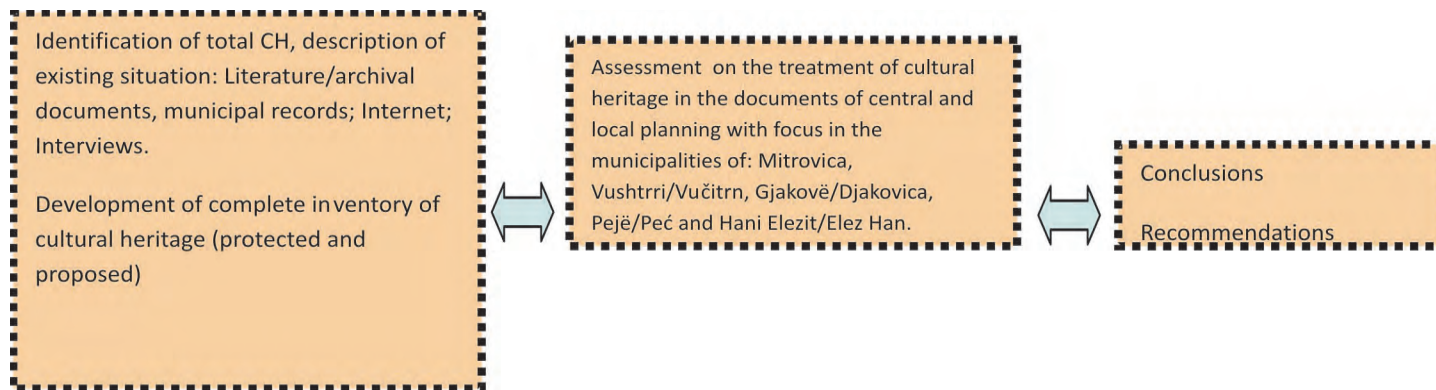 Identification of total CH, description of
existing situation: Literature/archival
documents, municipal records; Internet;
Interviews.
Development of complete inventory of
cultural heritage (protected and
proposed)
Assessment on the treatment of cultural
heritage in the documents of central and
local planning with focus in the
municipalities of: Mitrovica,
Vushtrri/Vučitrn, Gjakovë/Djakovica,
Pejë/Peć and Hani Elezit/Elez Han.
Conclusions
Recommendations